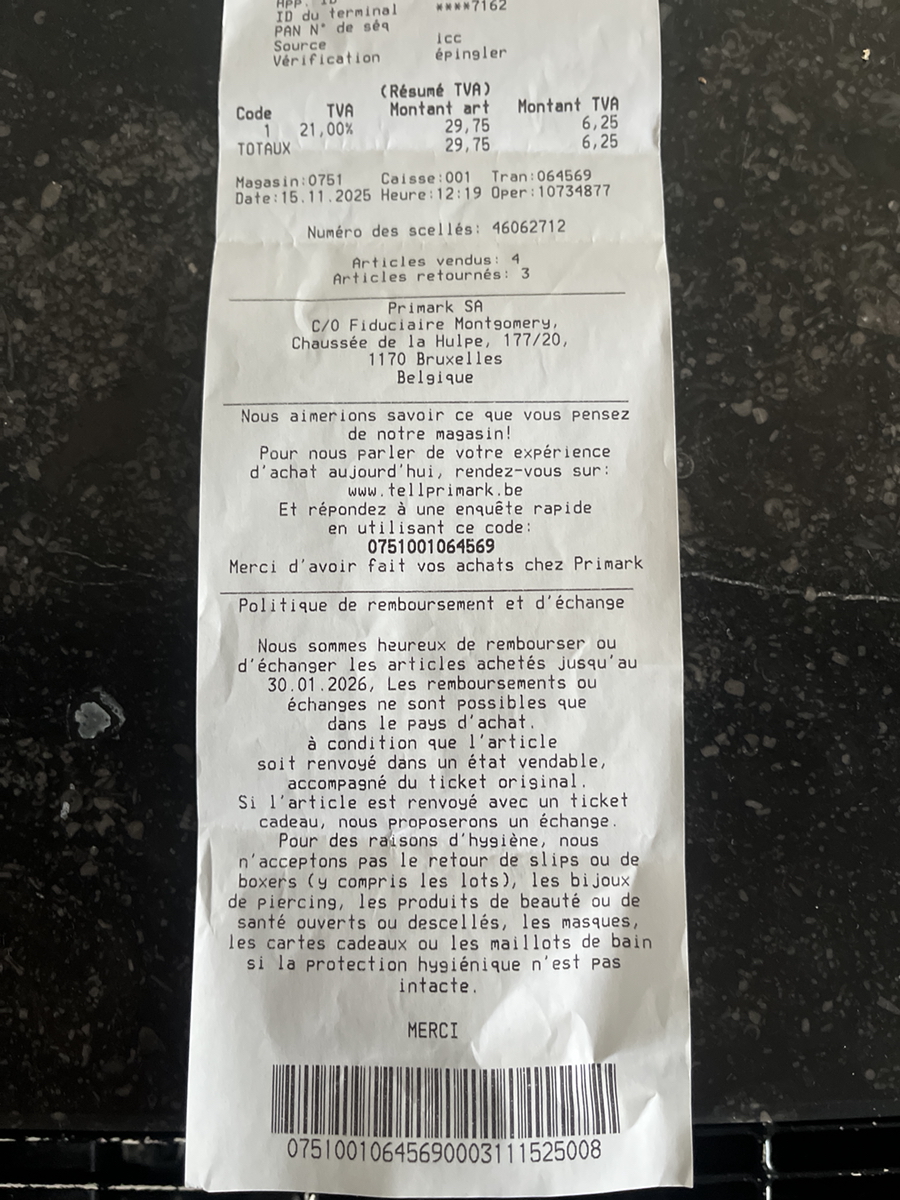 APP. ID
ID du terminal ****7162
PAN N° de séq
Source icc
Vérification épingler
(Résumé TVA)
Code TVA Montant art Montant TVA
1 21,00% 29,75 6,25
TOTAUX 29,75 6,25
Magasin:0751 Caisse:001 Tran:064569
Date:15.11.2025 Heure:12:19 Oper:10734877
Numéro des scellés: 46062712
Articles vendus: 4
Articles retournés: 3
Primark SA
C/O Fiduciaire Montgomery,
Chaussée de la Hulpe, 177/20,
1170 Bruxelles
Belgique
Nous aimerions savoir ce que vous pensez
de notre magasin!
Pour nous parler de votre expérience
d'achat aujourd'hui, rendez-vous sur:
www.tellprimark.be
Et répondez à une enquête rapide
en utilisant ce code:
0751001064569
Merci d'avoir fait vos achats chez Primark
Politique de remboursement et d'échange
Nous sommes heureux de rembourser ou
d'échanger les articles achetés jusqu'au
30.01.2026, Les remboursements ou
échanges ne sont possibles que
dans le pays d'achat.
à condition que l'article
soit renvoyé dans un état vendable,
accompagné du ticket original.
Si l'article est renvoyé avec un ticket
cadeau, nous proposerons un échange.
Pour des raisons d'hygiène, nous
n'acceptons pas le retour de slips ou de
boxers (y compris les lots), les bijoux
de piercing, les produits de beauté ou de
santé ouverts ou descellés, les masques,
les cartes cadeaux ou les maillots de bain
si la protection hygiénique n'est pas
intacte.
MERCI
07510010645690003111525008